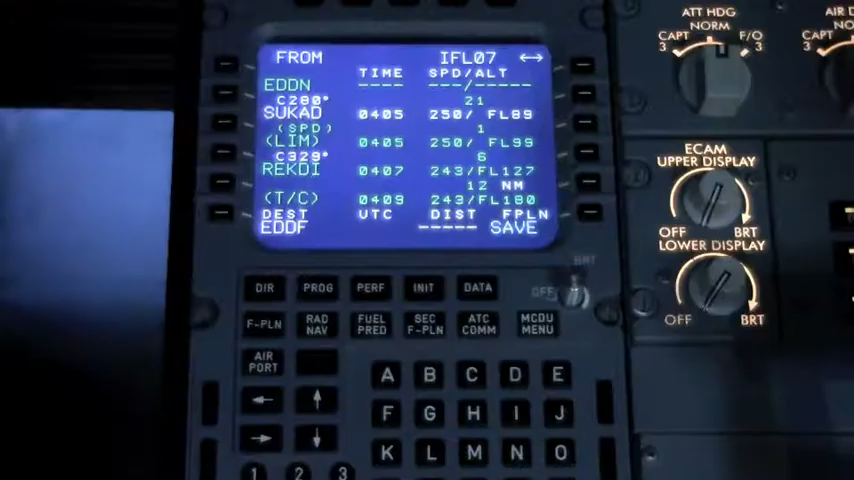 FROM IFL07 ↔
TIME SPD/ALT
EDDN ---- ---/-----
C280° 21
SUKAD 0405 250/ FL89
(SPD) 1
(LIM) 0405 250/ FL99
C329° 6
REKDI 0407 243/FL127
12 NM
(T/C) 0409 243/FL180
DEST UTC DIST FPLN
EDDF ----- SAVE
BRT
OFF
DIR PROG PERF INIT DATA
F-PLN RAD NAV FUEL PRED SEC F-PLN ATC COMM MCDU MENU
AIR PORT
← ↑
→ ↓
A B C D E
F G H I J
K L M N O
1 2 3
ATT HDG
NORM
CAPT 3 F/O 3
AIR D
CAPT 3
ECAM
UPPER DISPLAY
OFF BRT
LOWER DISPLAY
OFF BRT